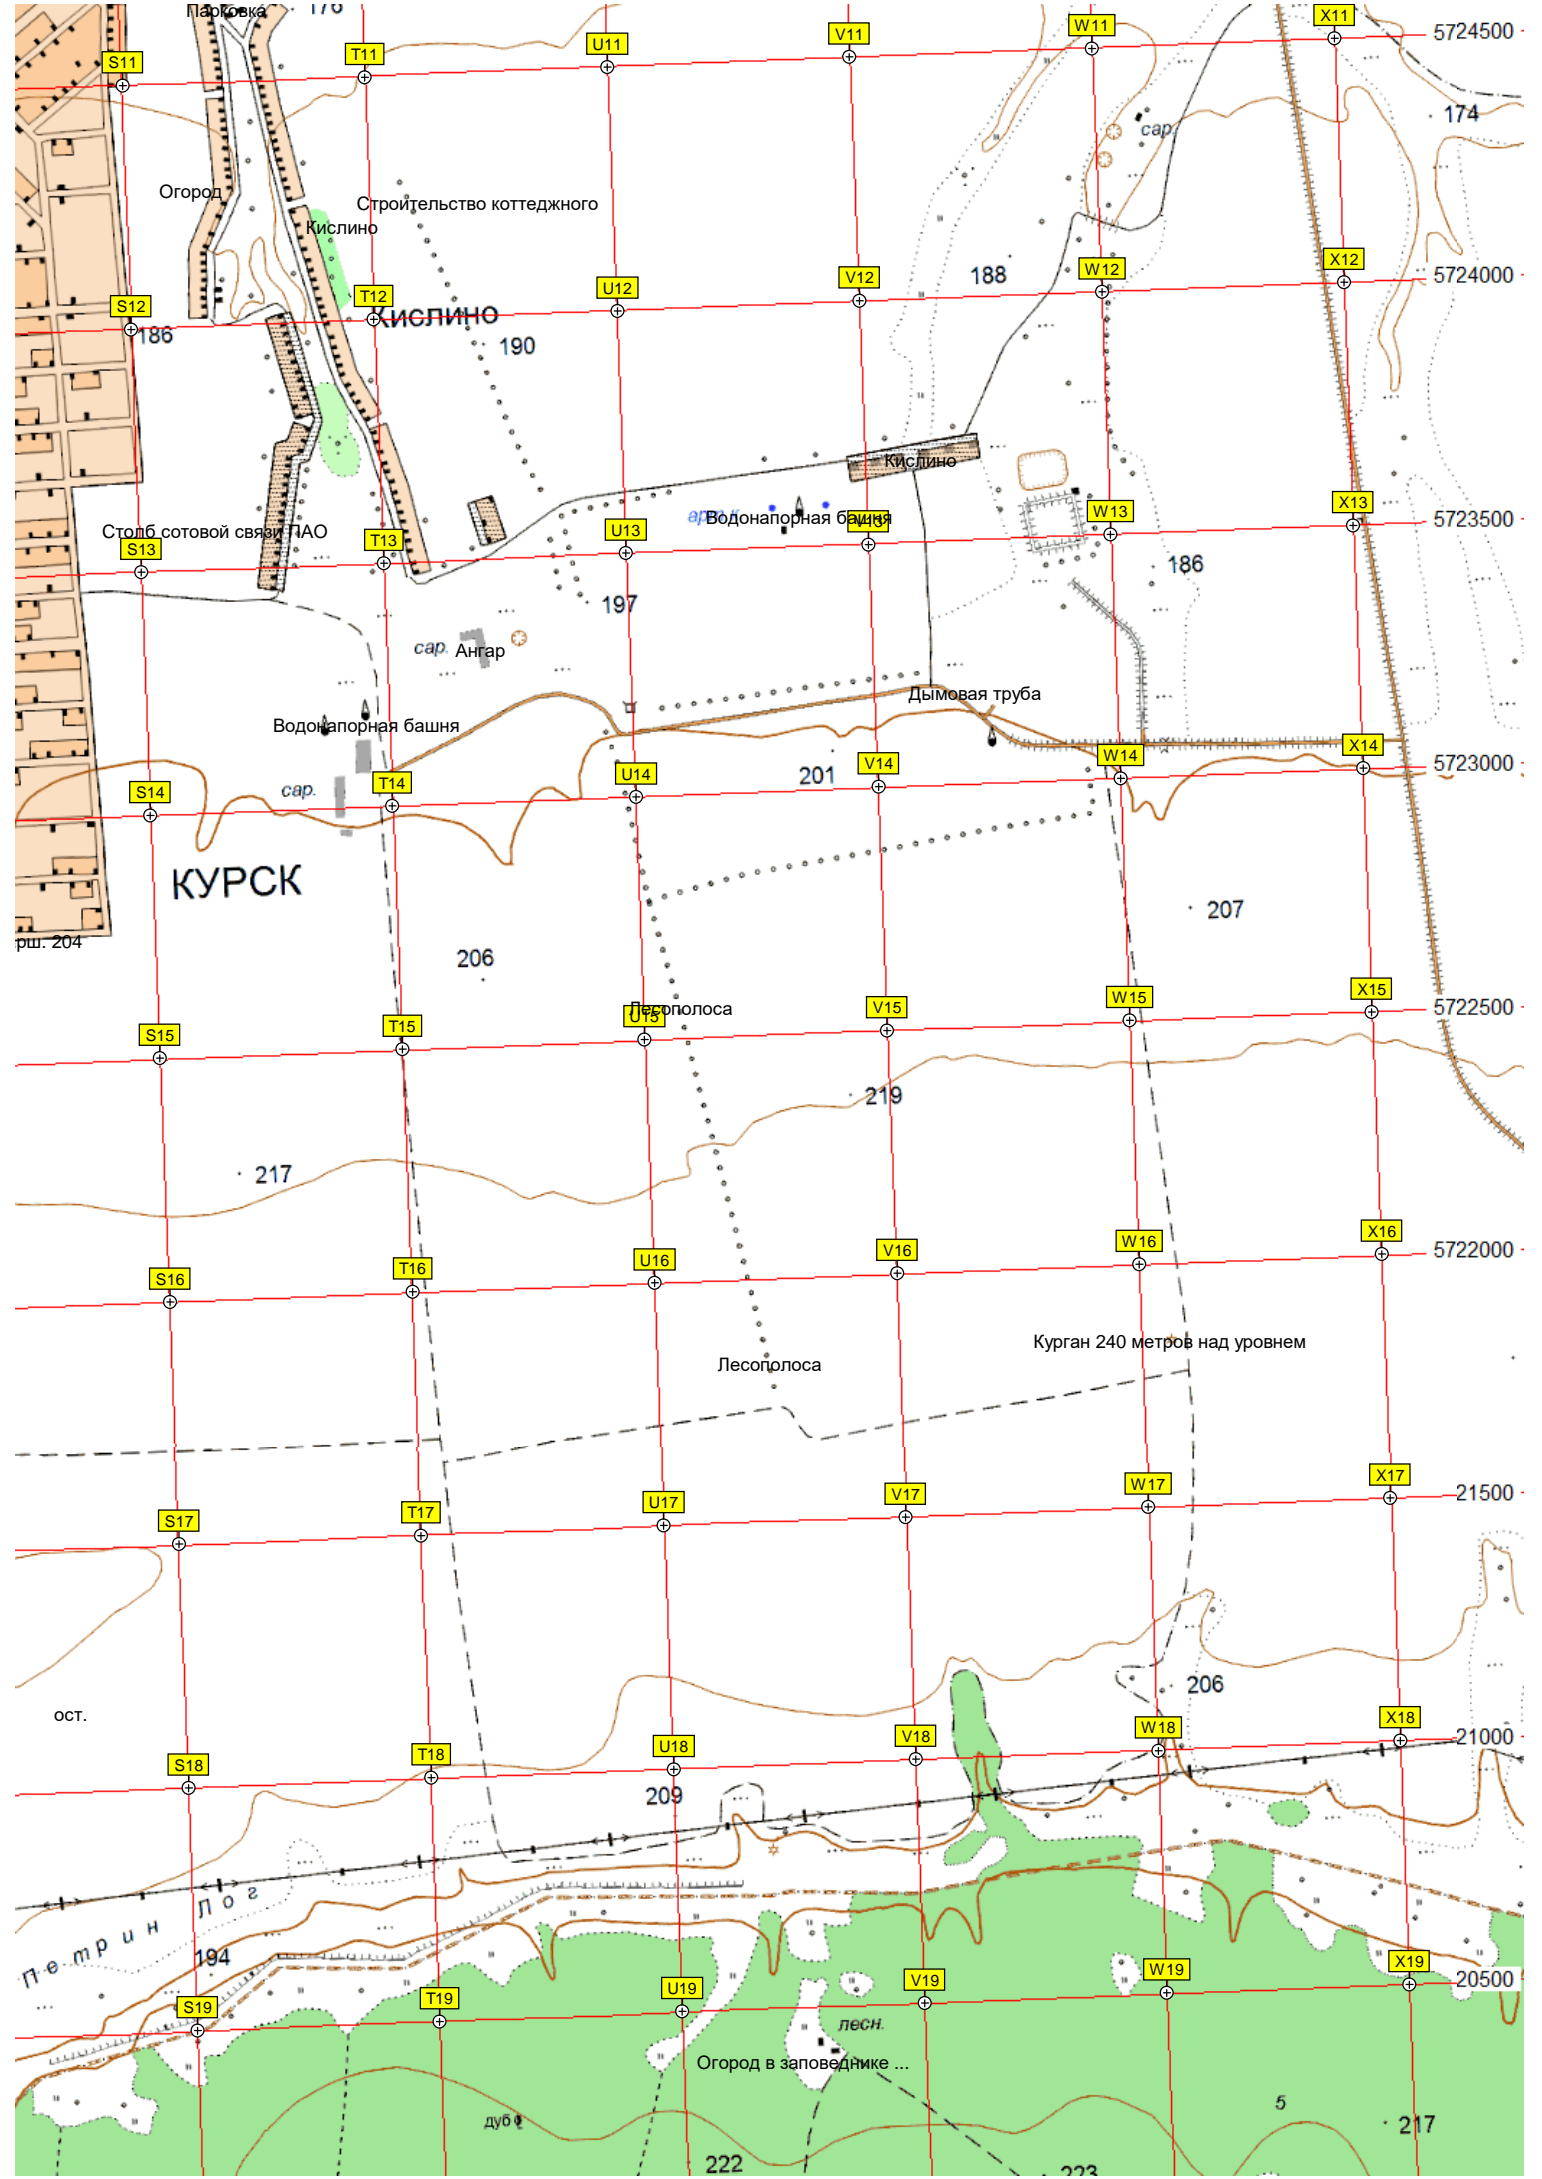 Парковка
176
X11
W11
5724500
V11
U11
T11
S11
174
сар.
Огород
Строительство коттеджного
Кислино
X12
W12
188
5724000
V12
U12
T12
S12
КИСЛИНО
186
190
Кислино
X13
W13
арт.к.
Водонапорная башня
V13
5723500
Столб сотовой связи ПАО
U13
T13
S13
186
197
сар.
Ангар
Дымовая труба
Водонапорная башня
X14
W14
5723000
V14
201
U14
T14
сар.
S14
КУРСК
207
рш. 204
206
X15
W15
5722500
V15
Лесополоса
U15
T15
S15
219
217
X16
W16
5722000
V16
U16
T16
S16
Курган 240 метров над уровнем
Лесополоса
X17
W17
21500
V17
U17
T17
S17
206
ост.
X18
W18
21000
V18
U18
T18
S18
209
Петрин Лог
194
X19
W19
20500
V19
U19
T19
S19
лесн.
Огород в заповеднике ...
5
дуб
217
222
223